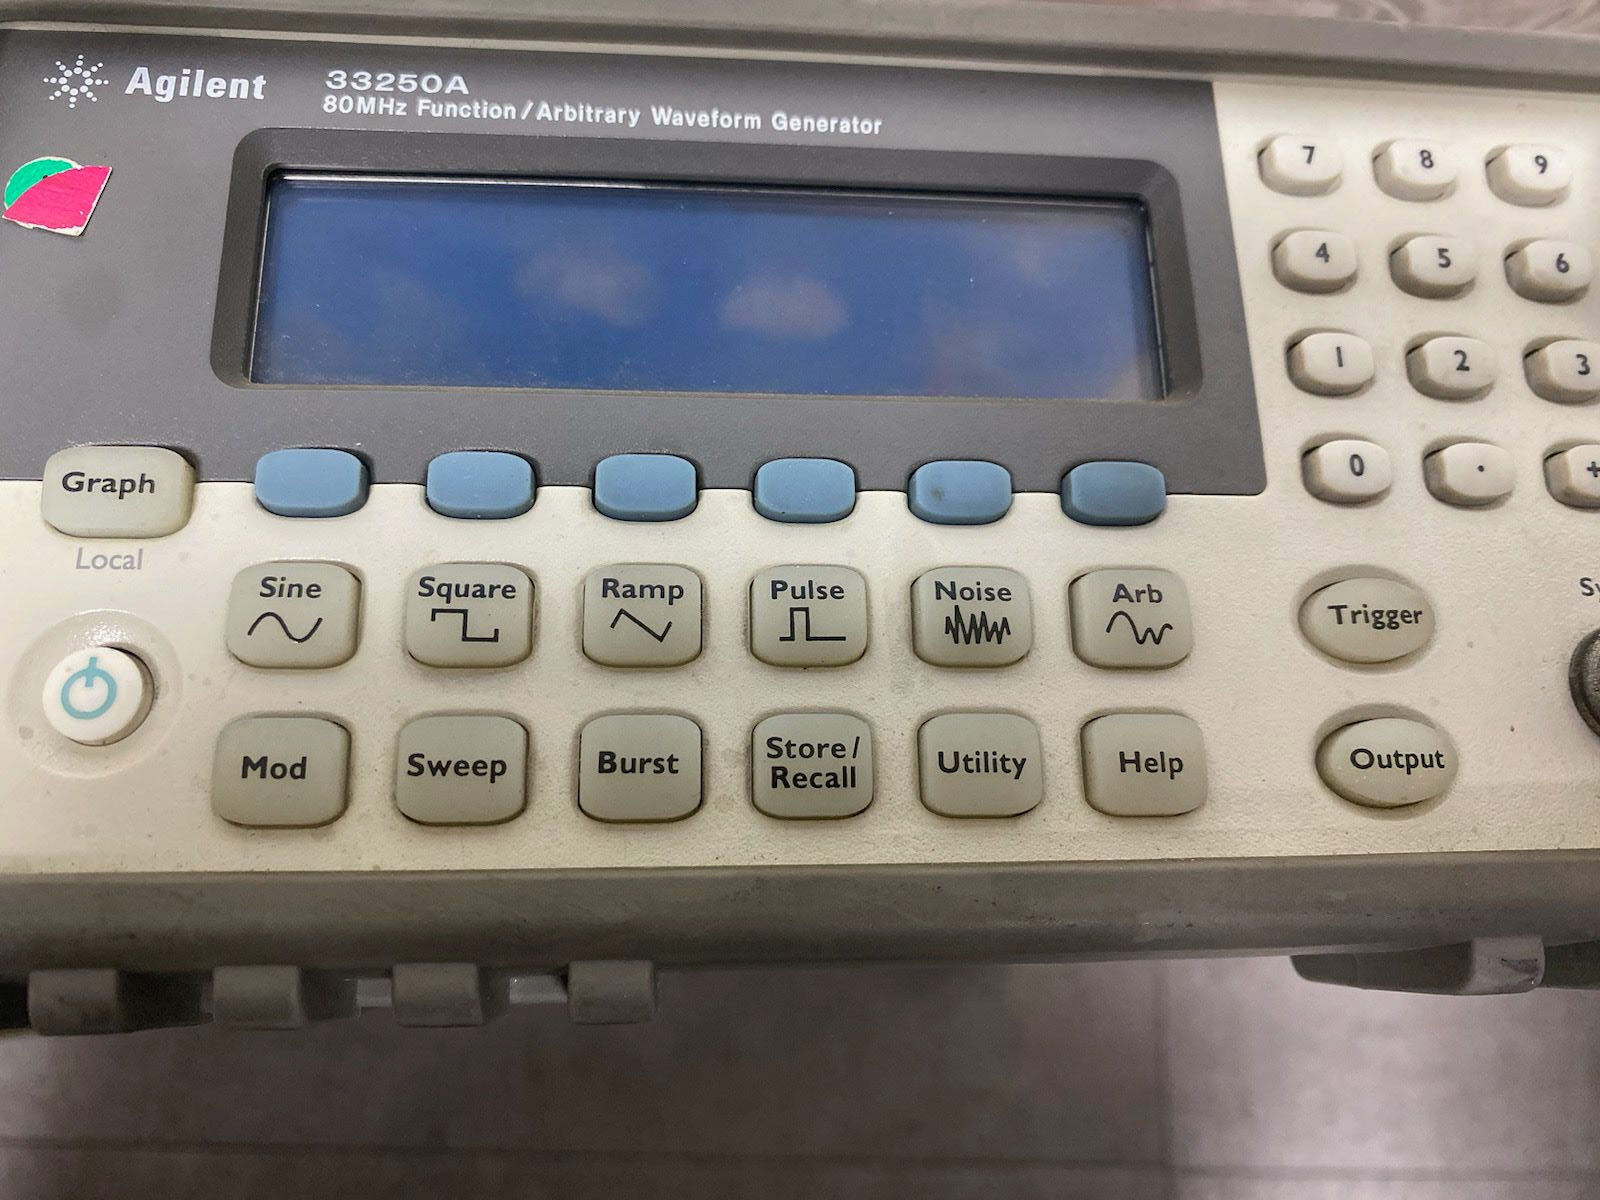 Agilent 33250A
80MHz Function / Arbitrary Waveform Generator
7 8 9
4 5 6
1 2 3
0 .
Graph
Local
Sine Square Ramp Pulse Noise Arb Trigger
Mod Sweep Burst Store/
Recall Utility Help Output